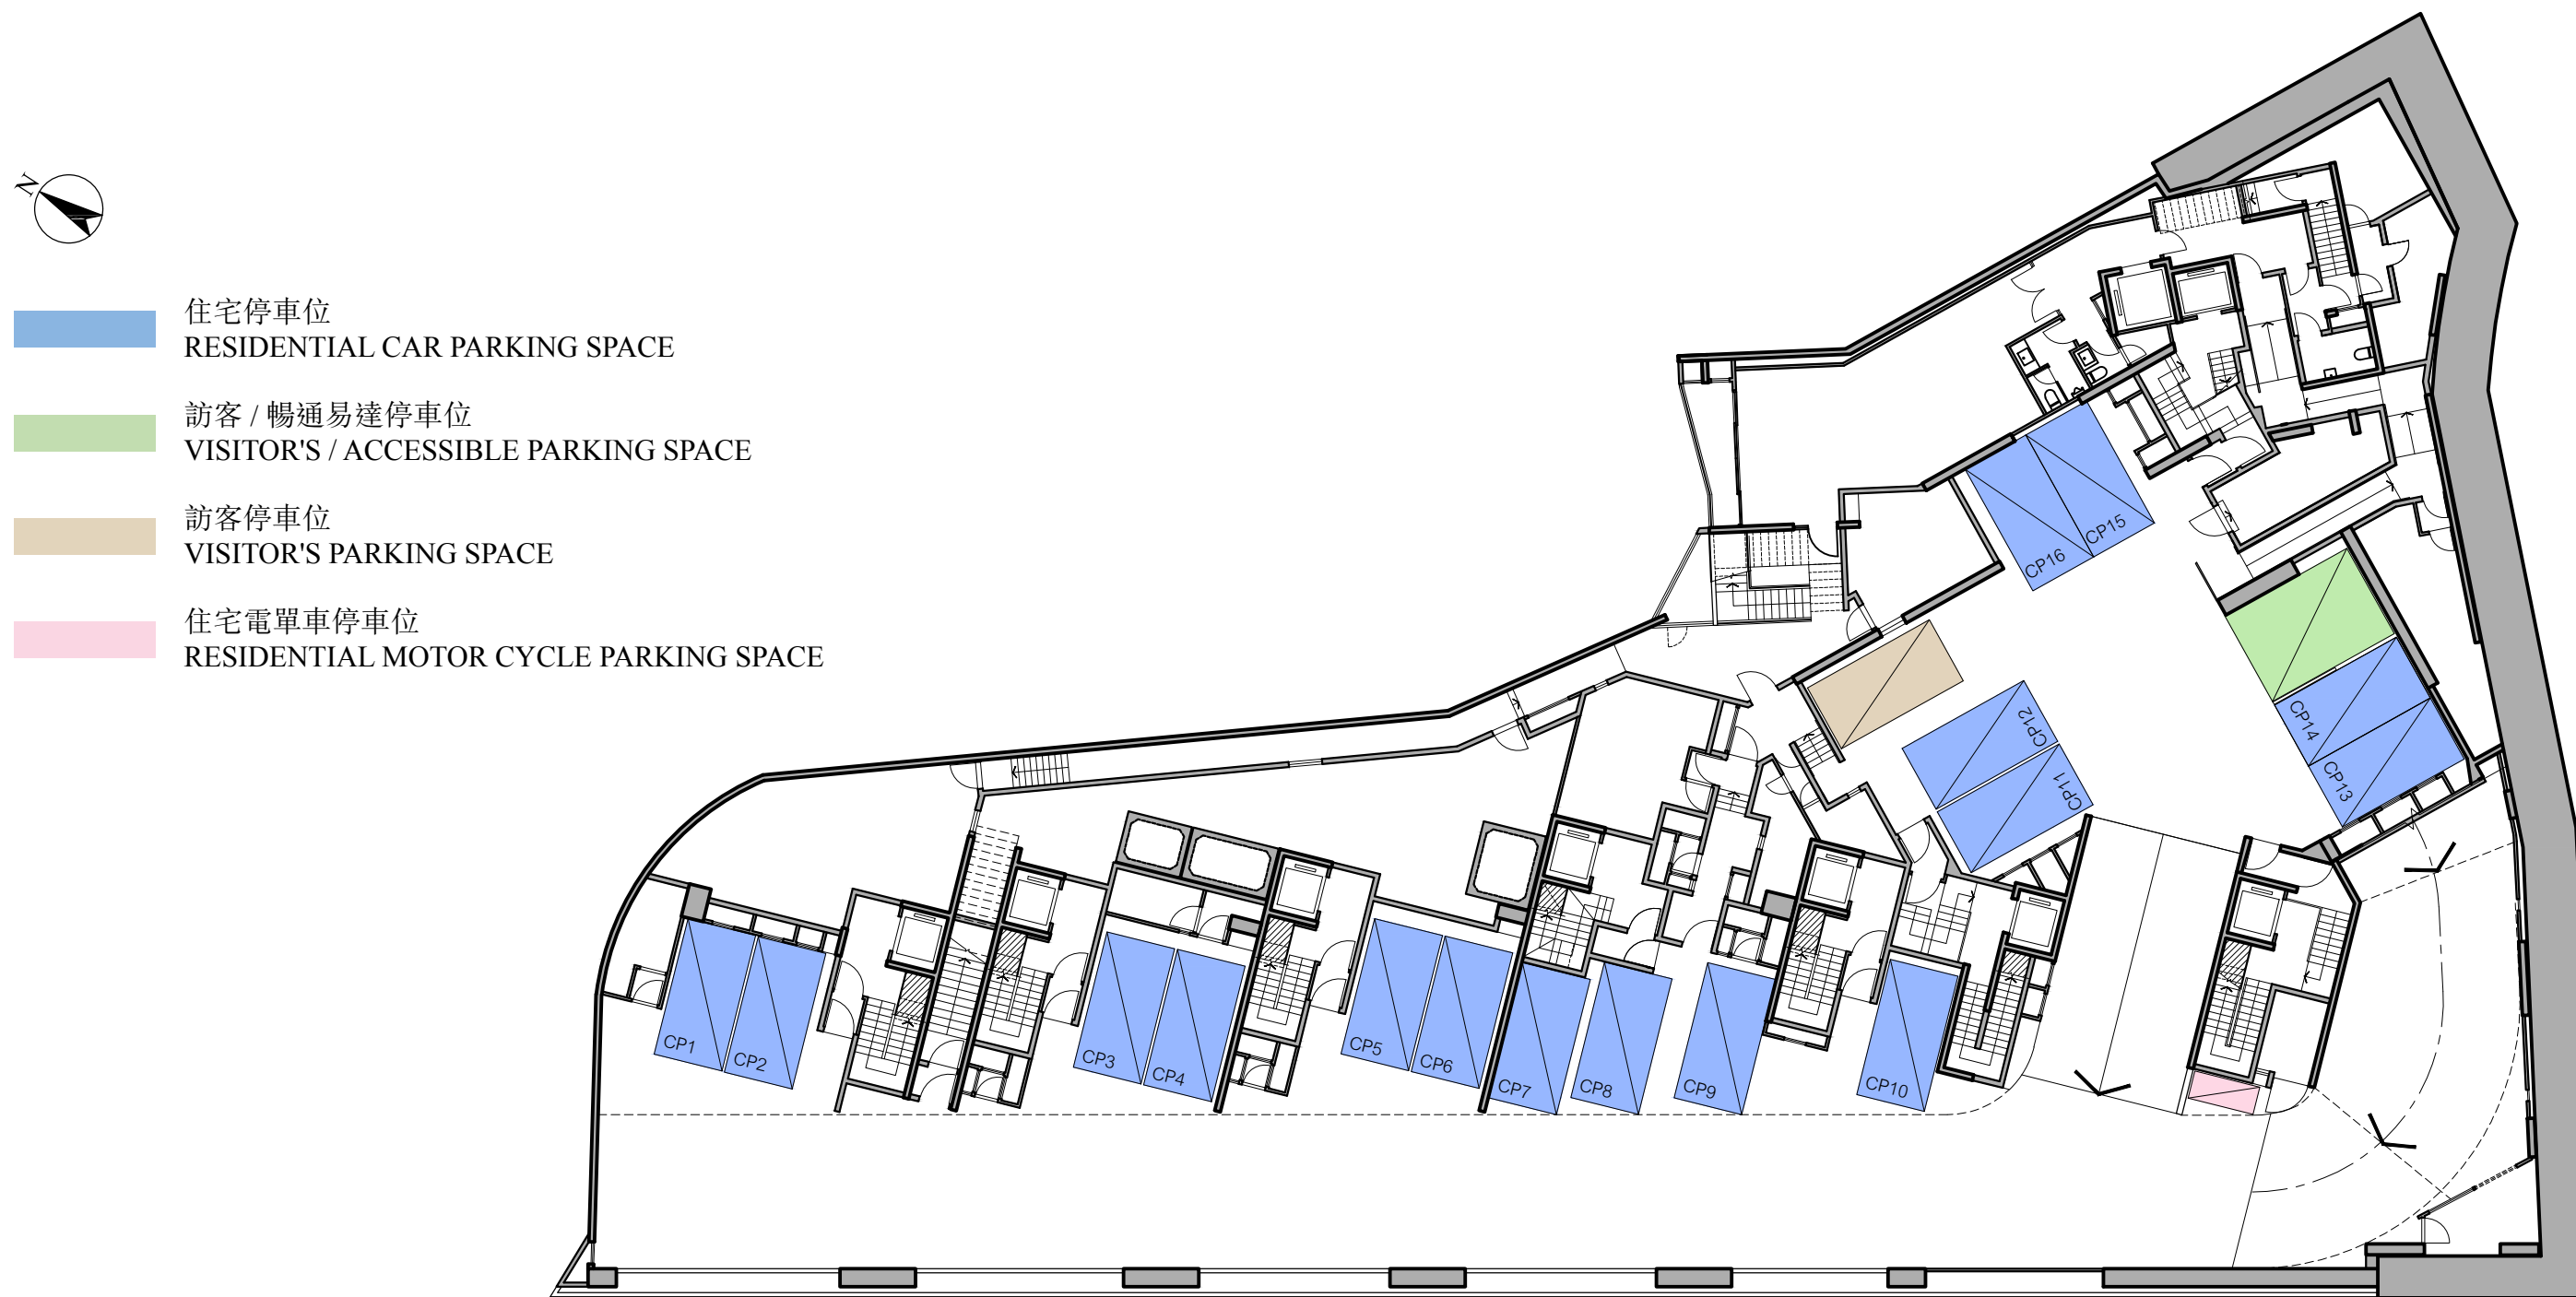 N
住宅停車位
RESIDENTIAL CAR PARKING SPACE
訪客 / 暢通易達停車位
VISITOR'S / ACCESSIBLE PARKING SPACE
訪客停車位
VISITOR'S PARKING SPACE
住宅電單車停車位
RESIDENTIAL MOTOR CYCLE PARKING SPACE
CP1
CP2
CP3
CP4
CP5
CP6
CP7
CP8
CP9
CP10
CP11
CP12
CP13
CP14
CP15
CP16